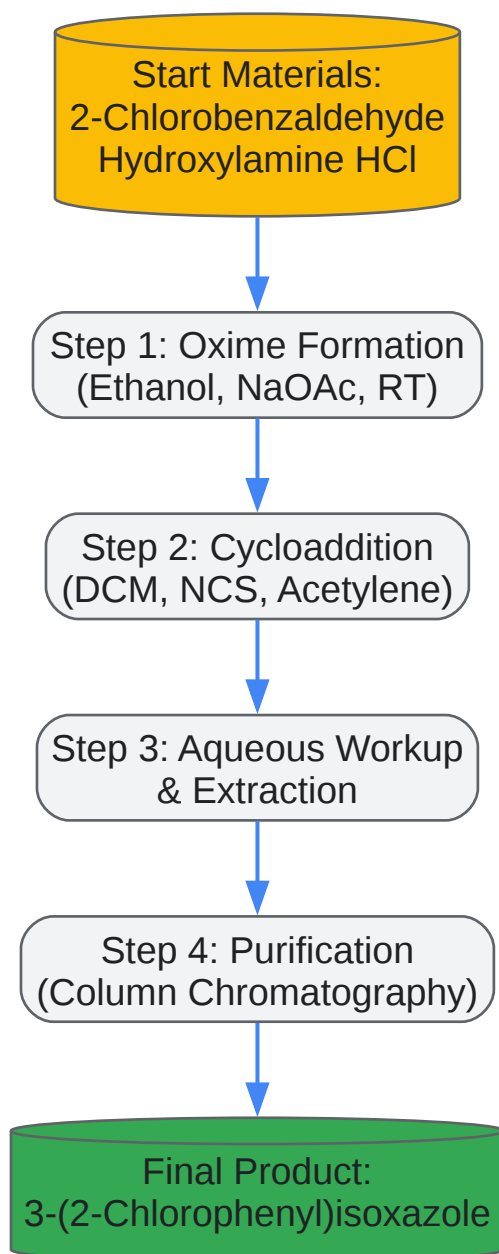 Start Materials:
2-Chlorobenzaldehyde
Hydroxylamine HCl
Step 1: Oxime Formation
(Ethanol, NaOAc, RT)
Step 2: Cycloaddition
(DCM, NCS, Acetylene)
Step 3: Aqueous Workup
& Extraction
Step 4: Purification
(Column Chromatography)
Final Product:
3-(2-Chlorophenyl)isoxazole